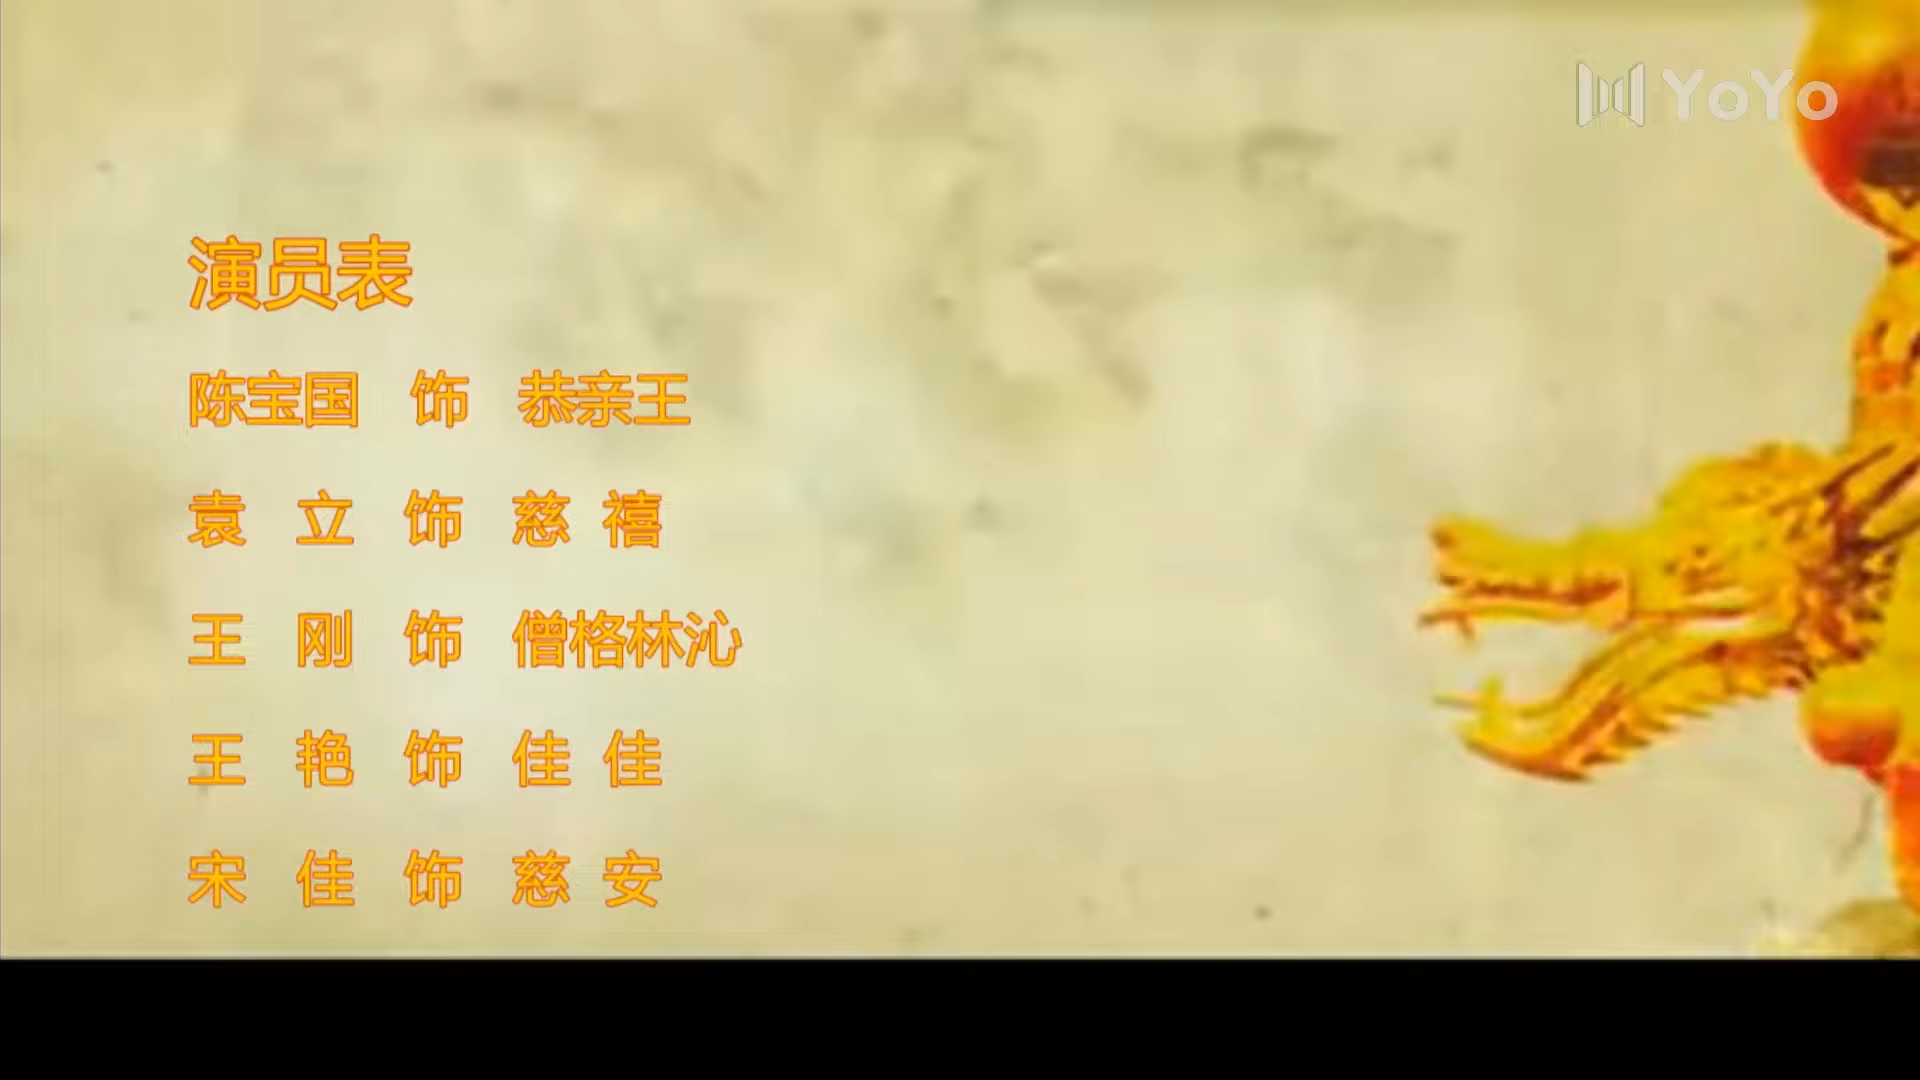 YoYo
演员表
陈宝国 饰 恭亲王
袁 立 饰 慈 禧
王 刚 饰 僧格林沁
王 艳 饰 佳 佳
宋 佳 饰 慈 安